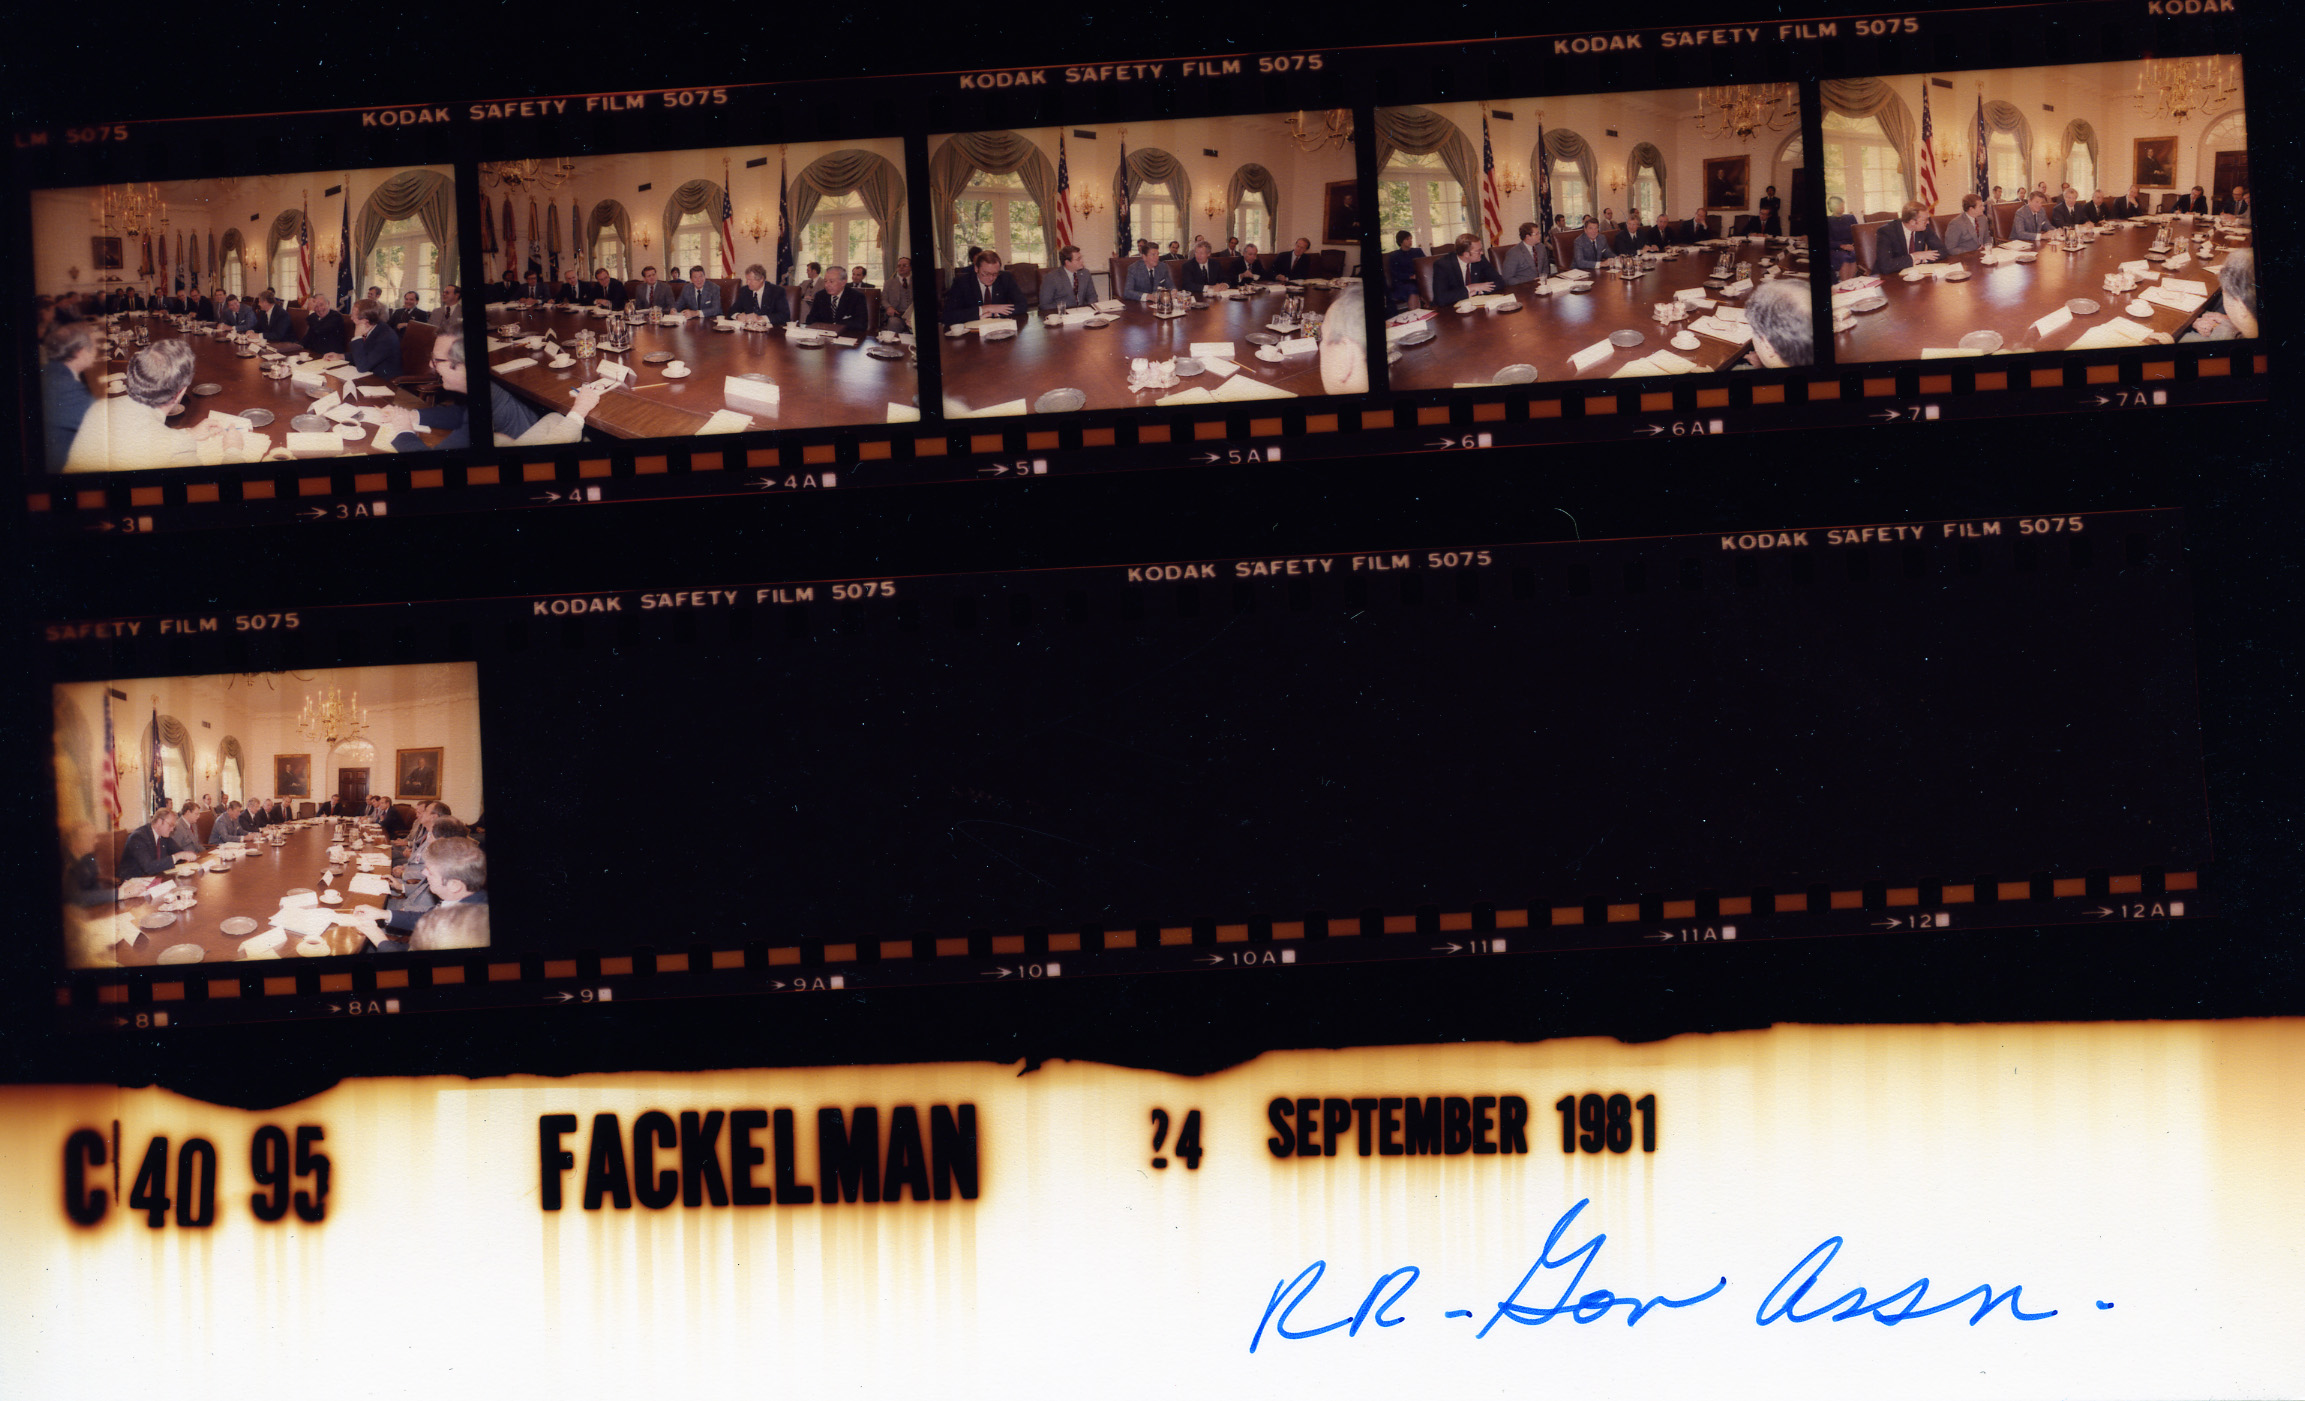 KODAK
KODAK SAFETY FILM 5075
KODAK SAFETY FILM 5075
KODAK SAFETY FILM 5075
LM 5075
→3 →3A →4 →4A →5 →5A →6 →6A →7 →7A
KODAK SAFETY FILM 5075
KODAK SAFETY FILM 5075
KODAK SAFETY FILM 5075
SAFETY FILM 5075
→8 →8A →9 →9A →10 →10A →11 →11A →12 →12A
C 40 95 FACKELMAN 24 SEPTEMBER 1981
RR - Gov Assn.